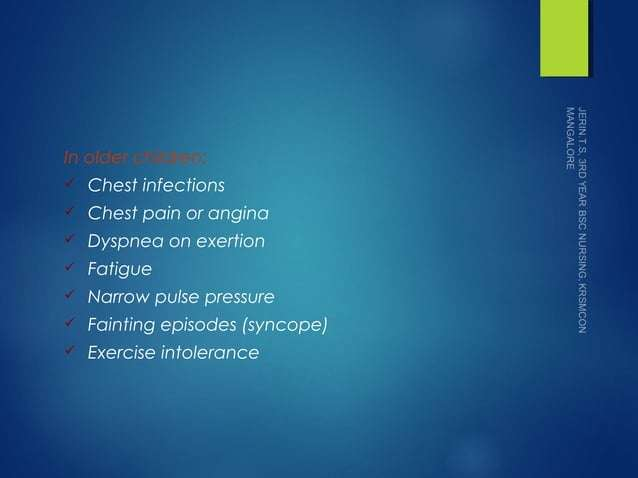 In older children:
Chest infections
Chest pain or angina
Dyspnea on exertion
Fatigue
Narrow pulse pressure
Fainting episodes (syncope)
Exercise intolerance
JERIN T.S, 3RD YEAR BSC NURSING, KRSMCON
MANGALORE